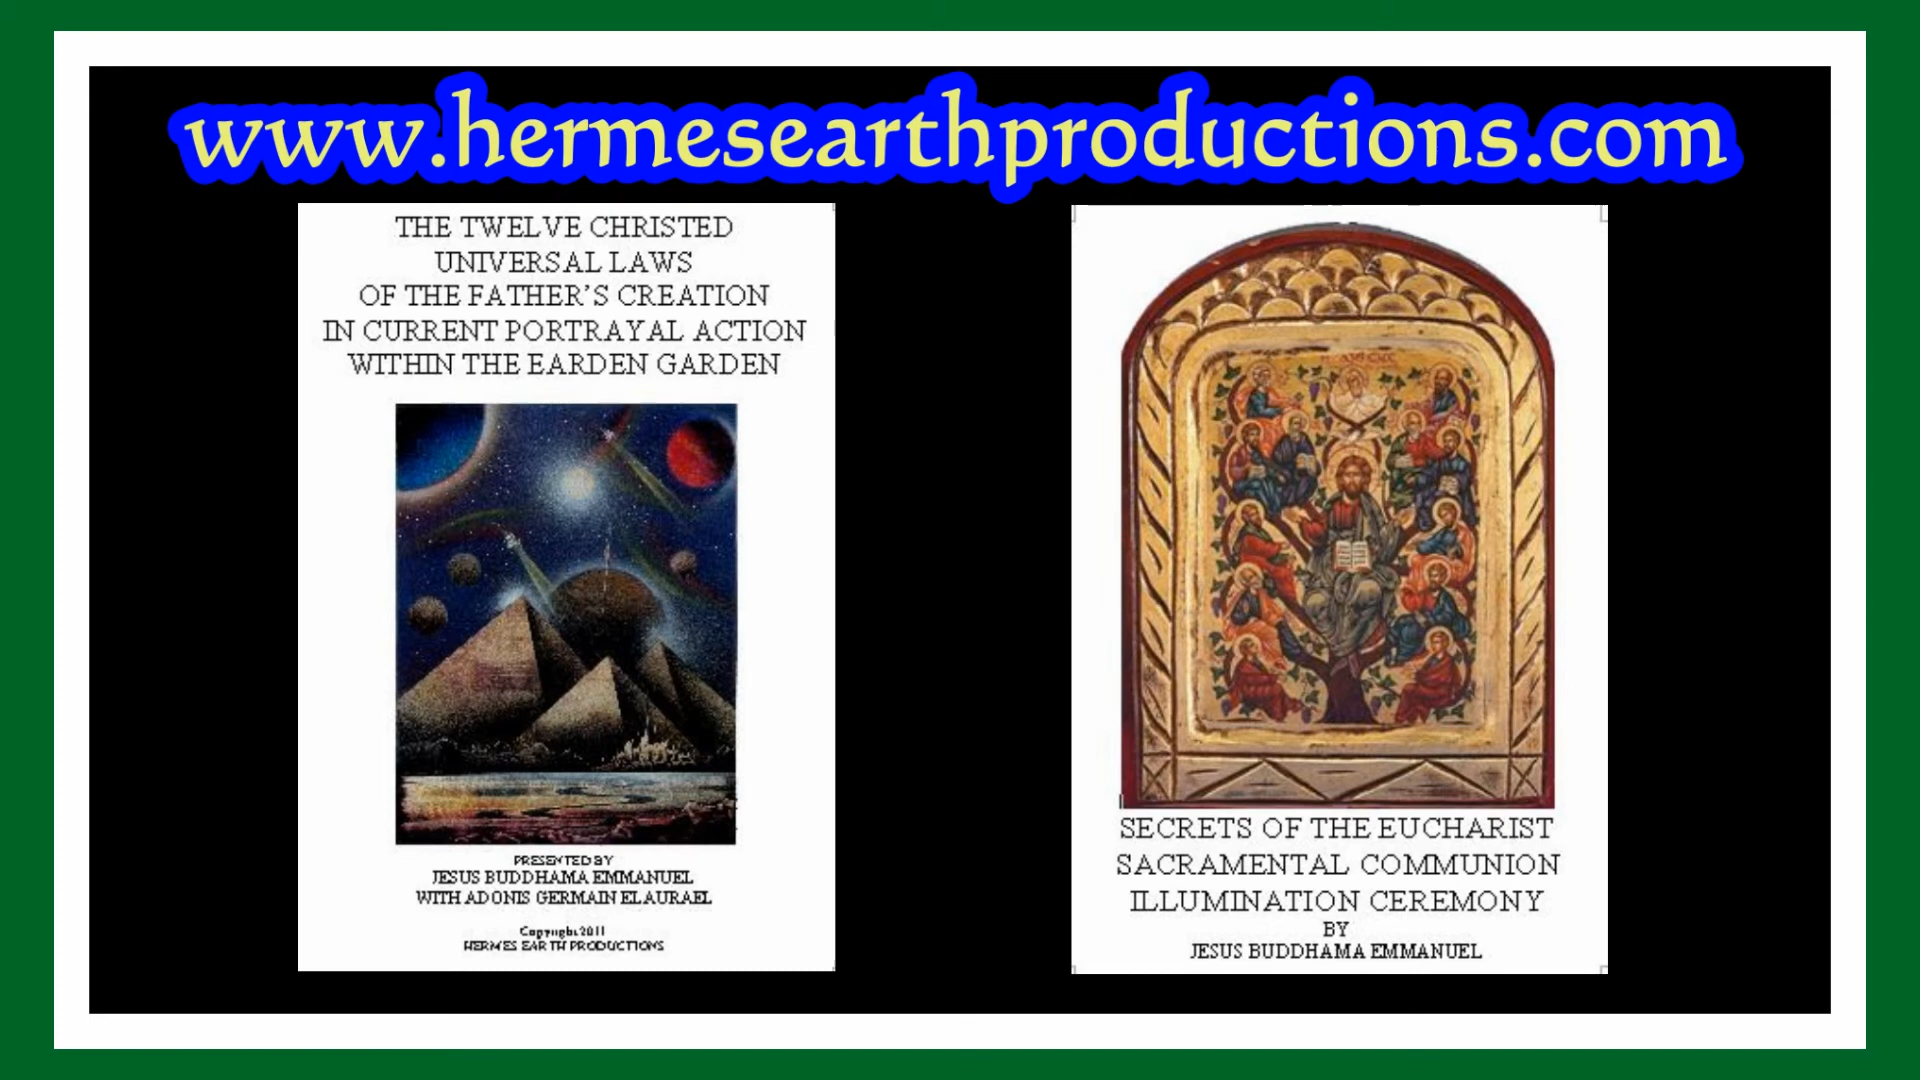 www.hermesearthproductions.com
THE TWELVE CHRISTED
UNIVERSAL LAWS
OF THE FATHER'S CREATION
IN CURRENT PORTRAYAL ACTION
WITHIN THE EARDEN GARDEN
PRESENTED BY
JESUS BUDDHAMA EMMANUEL
WITH ADONIS GERMAIN ELAURAEL
Copyright 2011
HERMES EARTH PRODUCTIONS
SECRETS OF THE EUCHARIST
SACRAMENTAL COMMUNION
ILLUMINATION CEREMONY
BY
JESUS BUDDHAMA EMMANUEL